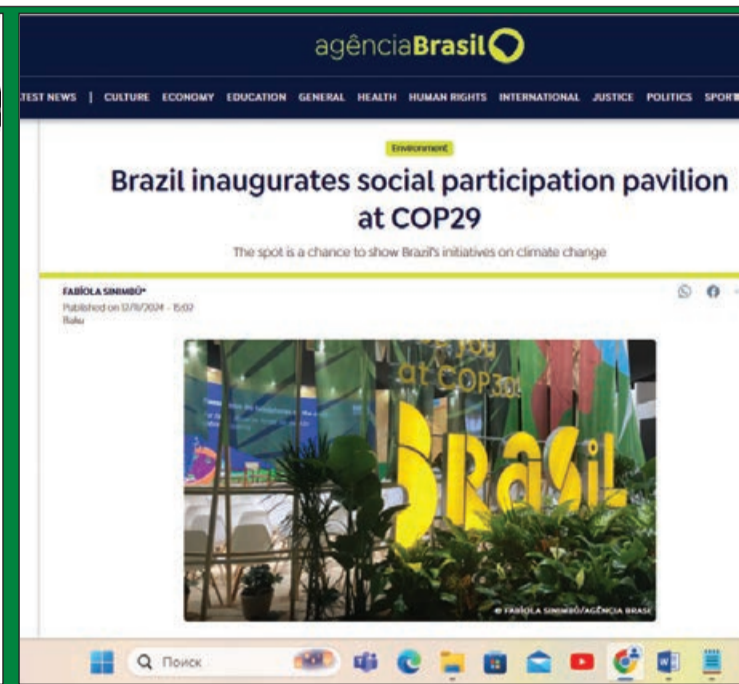 agênciaBrasil
TEST NEWS | CULTURE ECONOMY EDUCATION GENERAL HEALTH HUMAN RIGHTS INTERNATIONAL JUSTICE POLITICS SPORT
Environment
Brazil inaugurates social participation pavilion
at COP29
The spot is a chance to show Brazil's initiatives on climate change
FABÍOLA SINIMBÚ*
Published on 12/11/2024 - 15:02
Baku
you
at COP30!
BRASIL
© FABÍOLA SINIMBÚ/AGÊNCIA BRASIL
Поиск